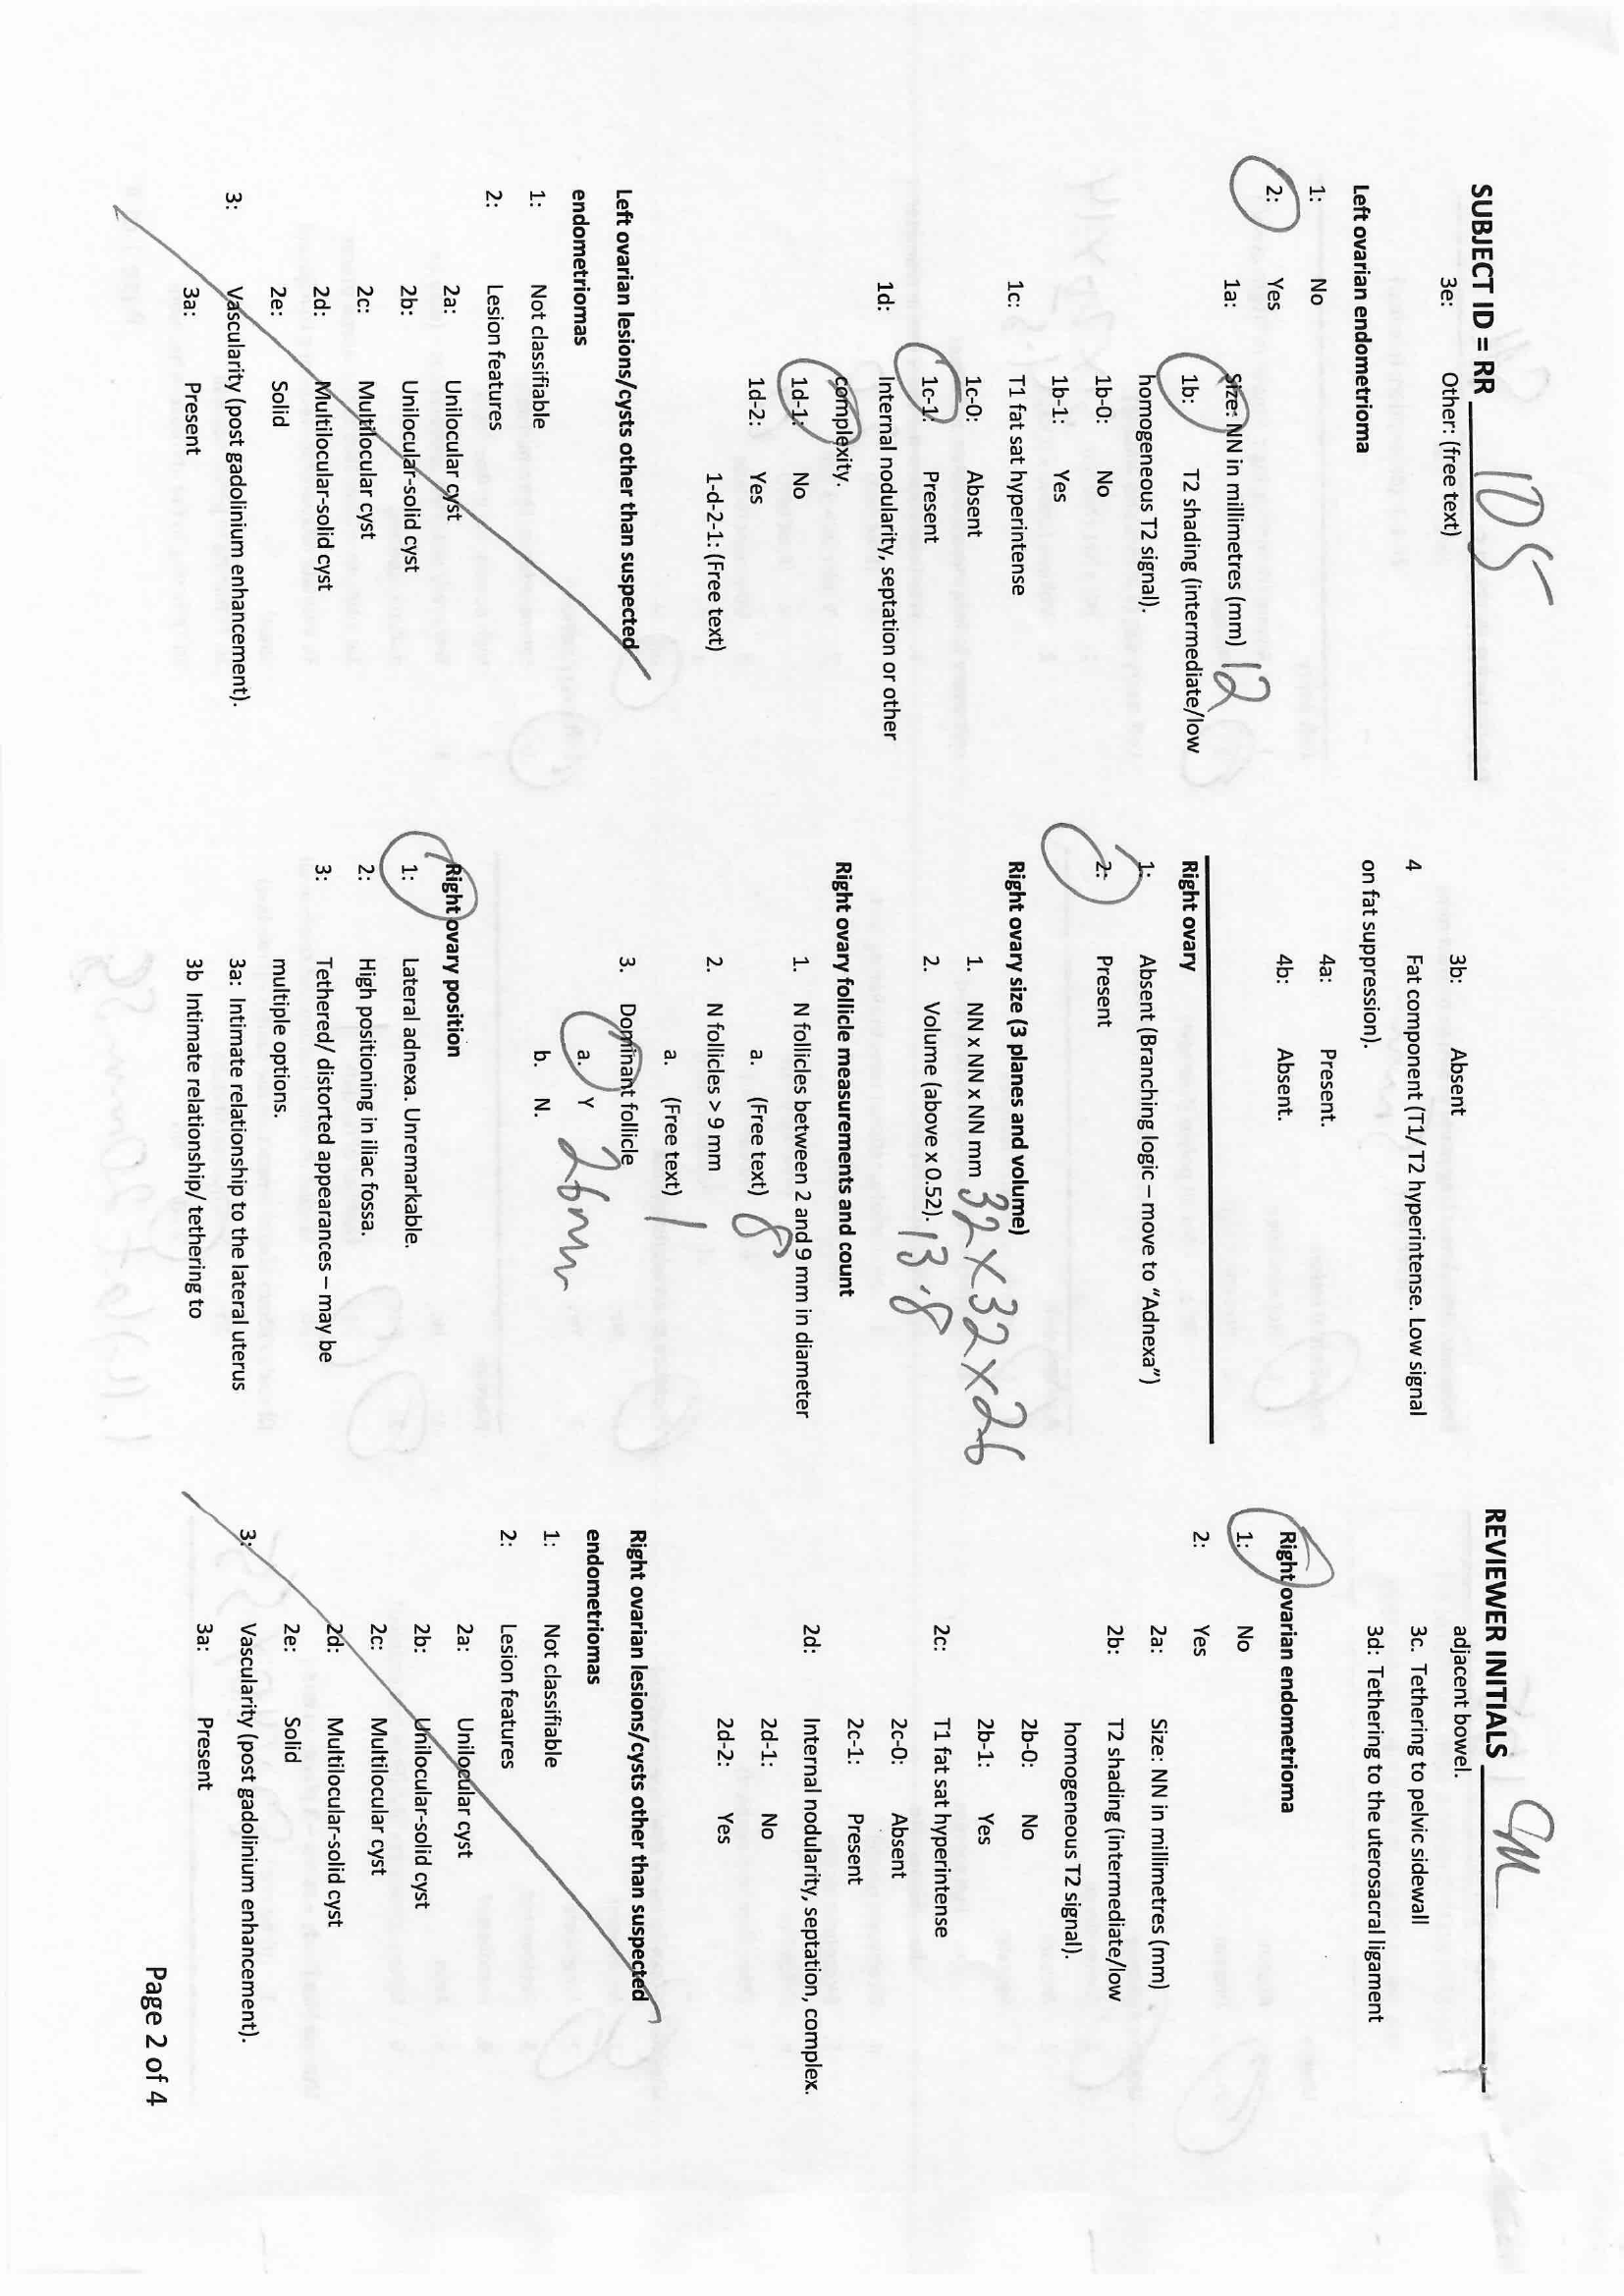 SUBJECT ID = RR 105
3e: Other: (free text)
Left ovarian endometrioma
1: No
2: Yes
1a: Size: NN in millimetres (mm) 12
1b: T2 shading (intermediate/low
homogeneous T2 signal).
1b-0: No
1b-1: Yes
1c: T1 fat sat hyperintense
1c-0: Absent
1c-1: Present
1d: Internal nodularity, septation or other
complexity.
1d-1: No
1d-2: Yes
1-d-2-1: (Free text)
Left ovarian lesions/cysts other than suspected
endometriomas
1: Not classifiable
2: Lesion features
2a: Unilocular cyst
2b: Unilocular-solid cyst
2c: Multilocular cyst
2d: Multilocular-solid cyst
2e: Solid
3: Vascularity (post gadolinium enhancement).
3a: Present
3b: Absent
4 Fat component (T1/ T2 hyperintense. Low signal
on fat suppression).
4a: Present.
4b: Absent.
Right ovary
1: Absent (Branching logic – move to "Adnexa")
2: Present
Right ovary size (3 planes and volume)
1. NN x NN x NN mm 32 x 32 x 26
2. Volume (above x 0.52). 13.8
Right ovary follicle measurements and count
1. N follicles between 2 and 9 mm in diameter
a. (Free text) 8
2. N follicles > 9 mm
a. (Free text) 1
3. Dominant follicle
a. Y 26mm
b. N.
Right ovary position
1: Lateral adnexa. Unremarkable.
2: High positioning in iliac fossa.
3: Tethered/ distorted appearances – may be
multiple options.
3a: Intimate relationship to the lateral uterus
3b Intimate relationship/ tethering to
REVIEWER INITIALS
adjacent bowel.
3c. Tethering to pelvic sidewall
3d: Tethering to the uterosacral ligament
Right ovarian endometrioma
1: No
2: Yes
2a: Size: NN in millimetres (mm)
2b: T2 shading (intermediate/low
homogeneous T2 signal).
2b-0: No
2b-1: Yes
2c: T1 fat sat hyperintense
2c-0: Absent
2c-1: Present
2d: Internal nodularity, septation, complex.
2d-1: No
2d-2: Yes
Right ovarian lesions/cysts other than suspected
endometriomas
1: Not classifiable
2: Lesion features
2a: Unilocular cyst
2b: Unilocular-solid cyst
2c: Multilocular cyst
2d: Multilocular-solid cyst
2e: Solid
3: Vascularity (post gadolinium enhancement).
3a: Present
Page 2 of 4